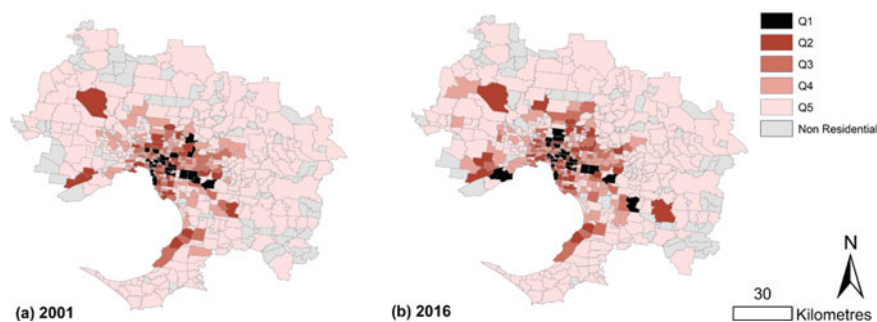 Q1
Q2
Q3
Q4
Q5
Non Residential
N
30
Kilometres
(a) 2001
(b) 2016